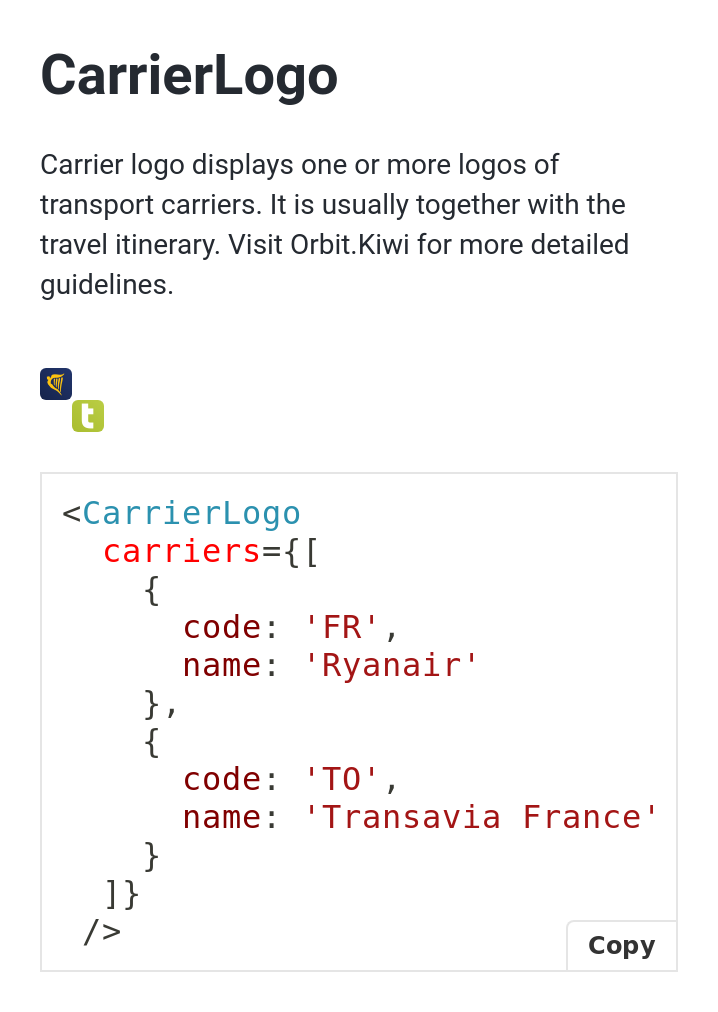 CarrierLogo
Carrier logo displays one or more logos of
transport carriers. It is usually together with the
travel itinerary. Visit Orbit.Kiwi for more detailed
guidelines.
t
<CarrierLogo
  carriers={[
    {
      code: 'FR',
      name: 'Ryanair'
    },
    {
      code: 'TO',
      name: 'Transavia France'
    }
  ]}
 />
Copy